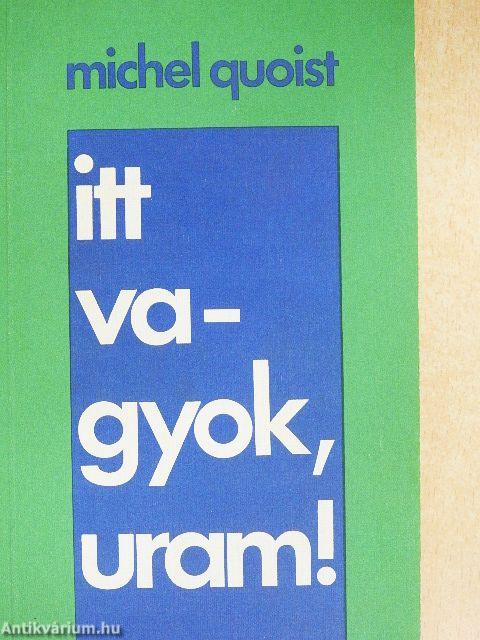 michel quoist
itt
va-
gyok,
uram!
Antikvárium.hu